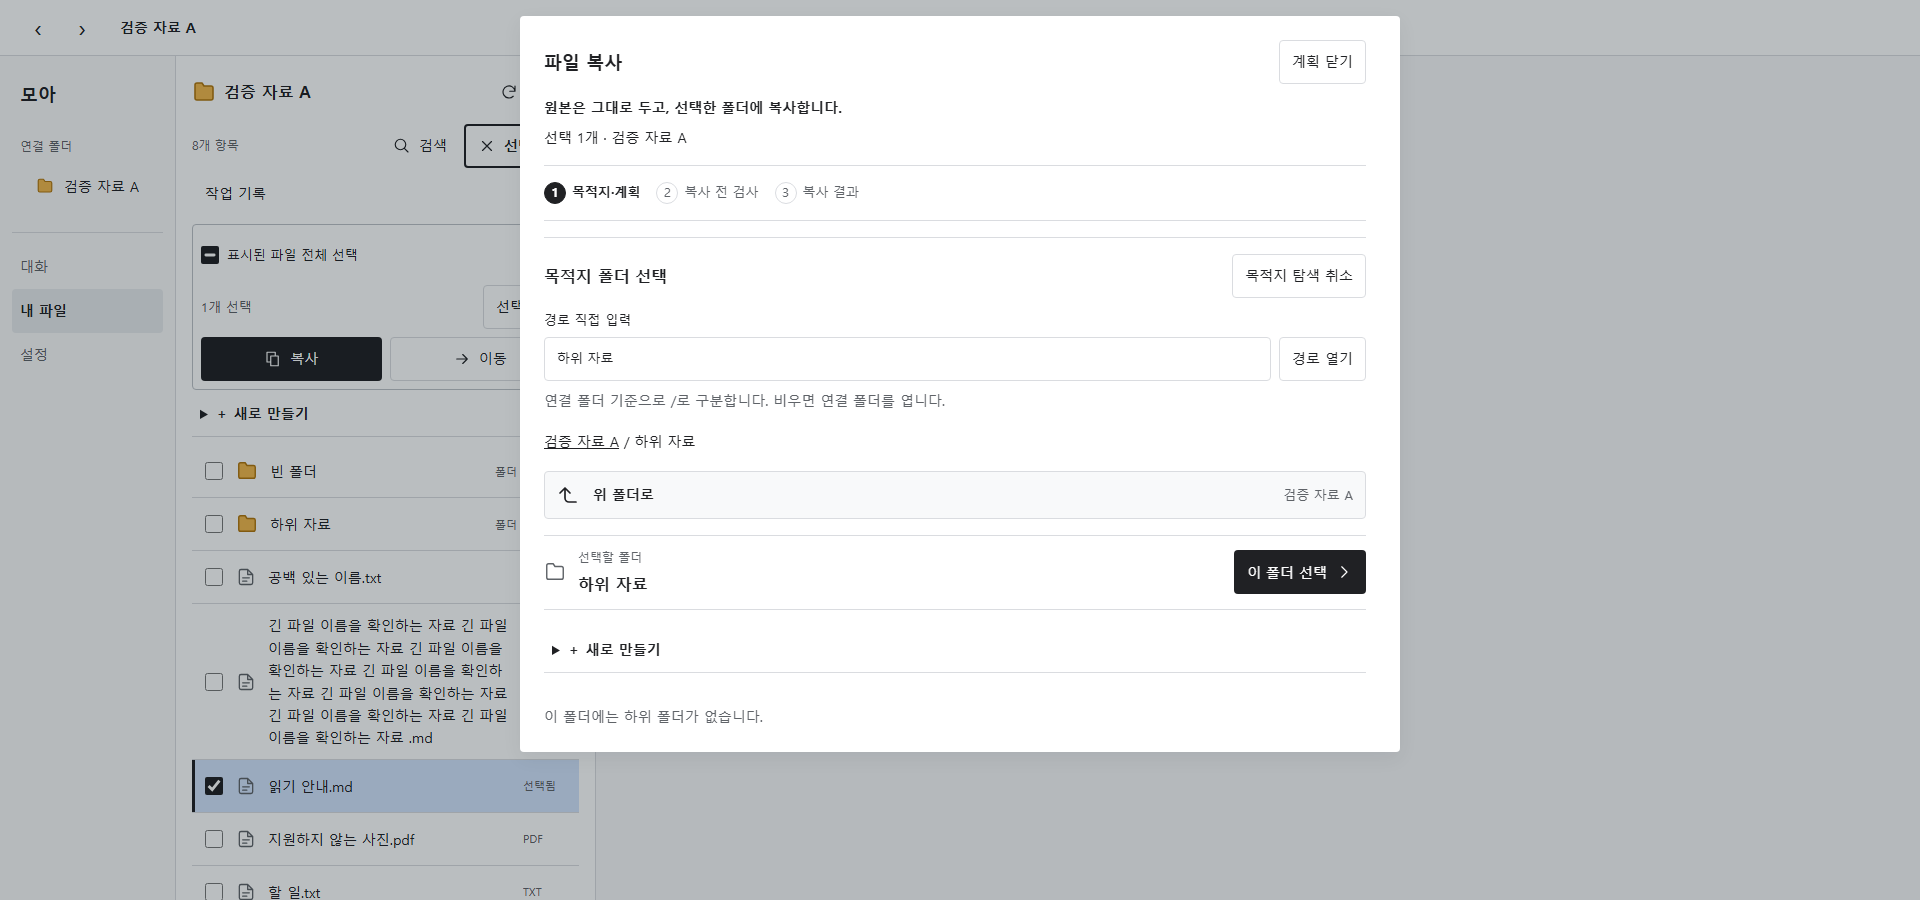 검증 자료 A
모아
연결 폴더
검증 자료 A
대화
내 파일
설정
검증 자료 A
8개 항목
검색
작업 기록
표시된 파일 전체 선택
1개 선택
선택
복사
이동
+ 새로 만들기
빈 폴더 폴더
하위 자료 폴더
공백 있는 이름.txt
긴 파일 이름을 확인하는 자료 긴 파일
이름을 확인하는 자료 긴 파일 이름을
확인하는 자료 긴 파일 이름을 확인하
는 자료 긴 파일 이름을 확인하는 자료
긴 파일 이름을 확인하는 자료 긴 파일
이름을 확인하는 자료 .md
읽기 안내.md 선택됨
지원하지 않는 사진.pdf PDF
할 일.txt TXT
파일 복사
계획 닫기
원본은 그대로 두고, 선택한 폴더에 복사합니다.
선택 1개 · 검증 자료 A
1 목적지·계획 2 복사 전 검사 3 복사 결과
목적지 폴더 선택
목적지 탐색 취소
경로 직접 입력
하위 자료
경로 열기
연결 폴더 기준으로 /로 구분합니다. 비우면 연결 폴더를 엽니다.
검증 자료 A / 하위 자료
위 폴더로 검증 자료 A
선택할 폴더
하위 자료
이 폴더 선택
+ 새로 만들기
이 폴더에는 하위 폴더가 없습니다.